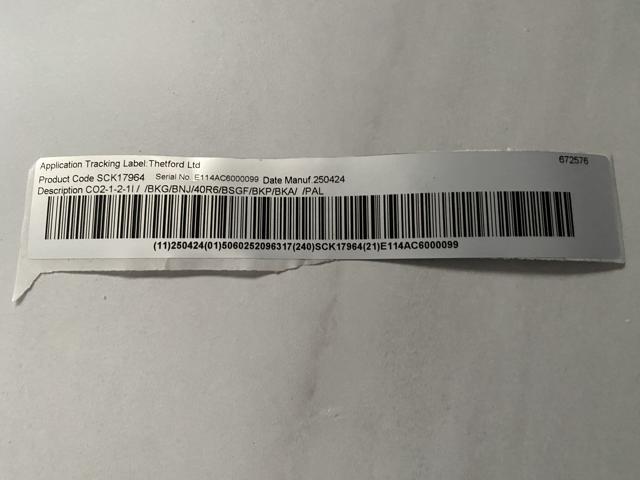 Application Tracking Label:Thetford Ltd
672576
Product Code SCK17964 Serial No. E114AC6000099 Date Manuf.250424
Description CO2-1-2-1I / /BKG/BNJ/40R6/BSGF/BKP/BKA/ /PAL
(11)250424(01)5060252096317(240)SCK17964(21)E114AC6000099